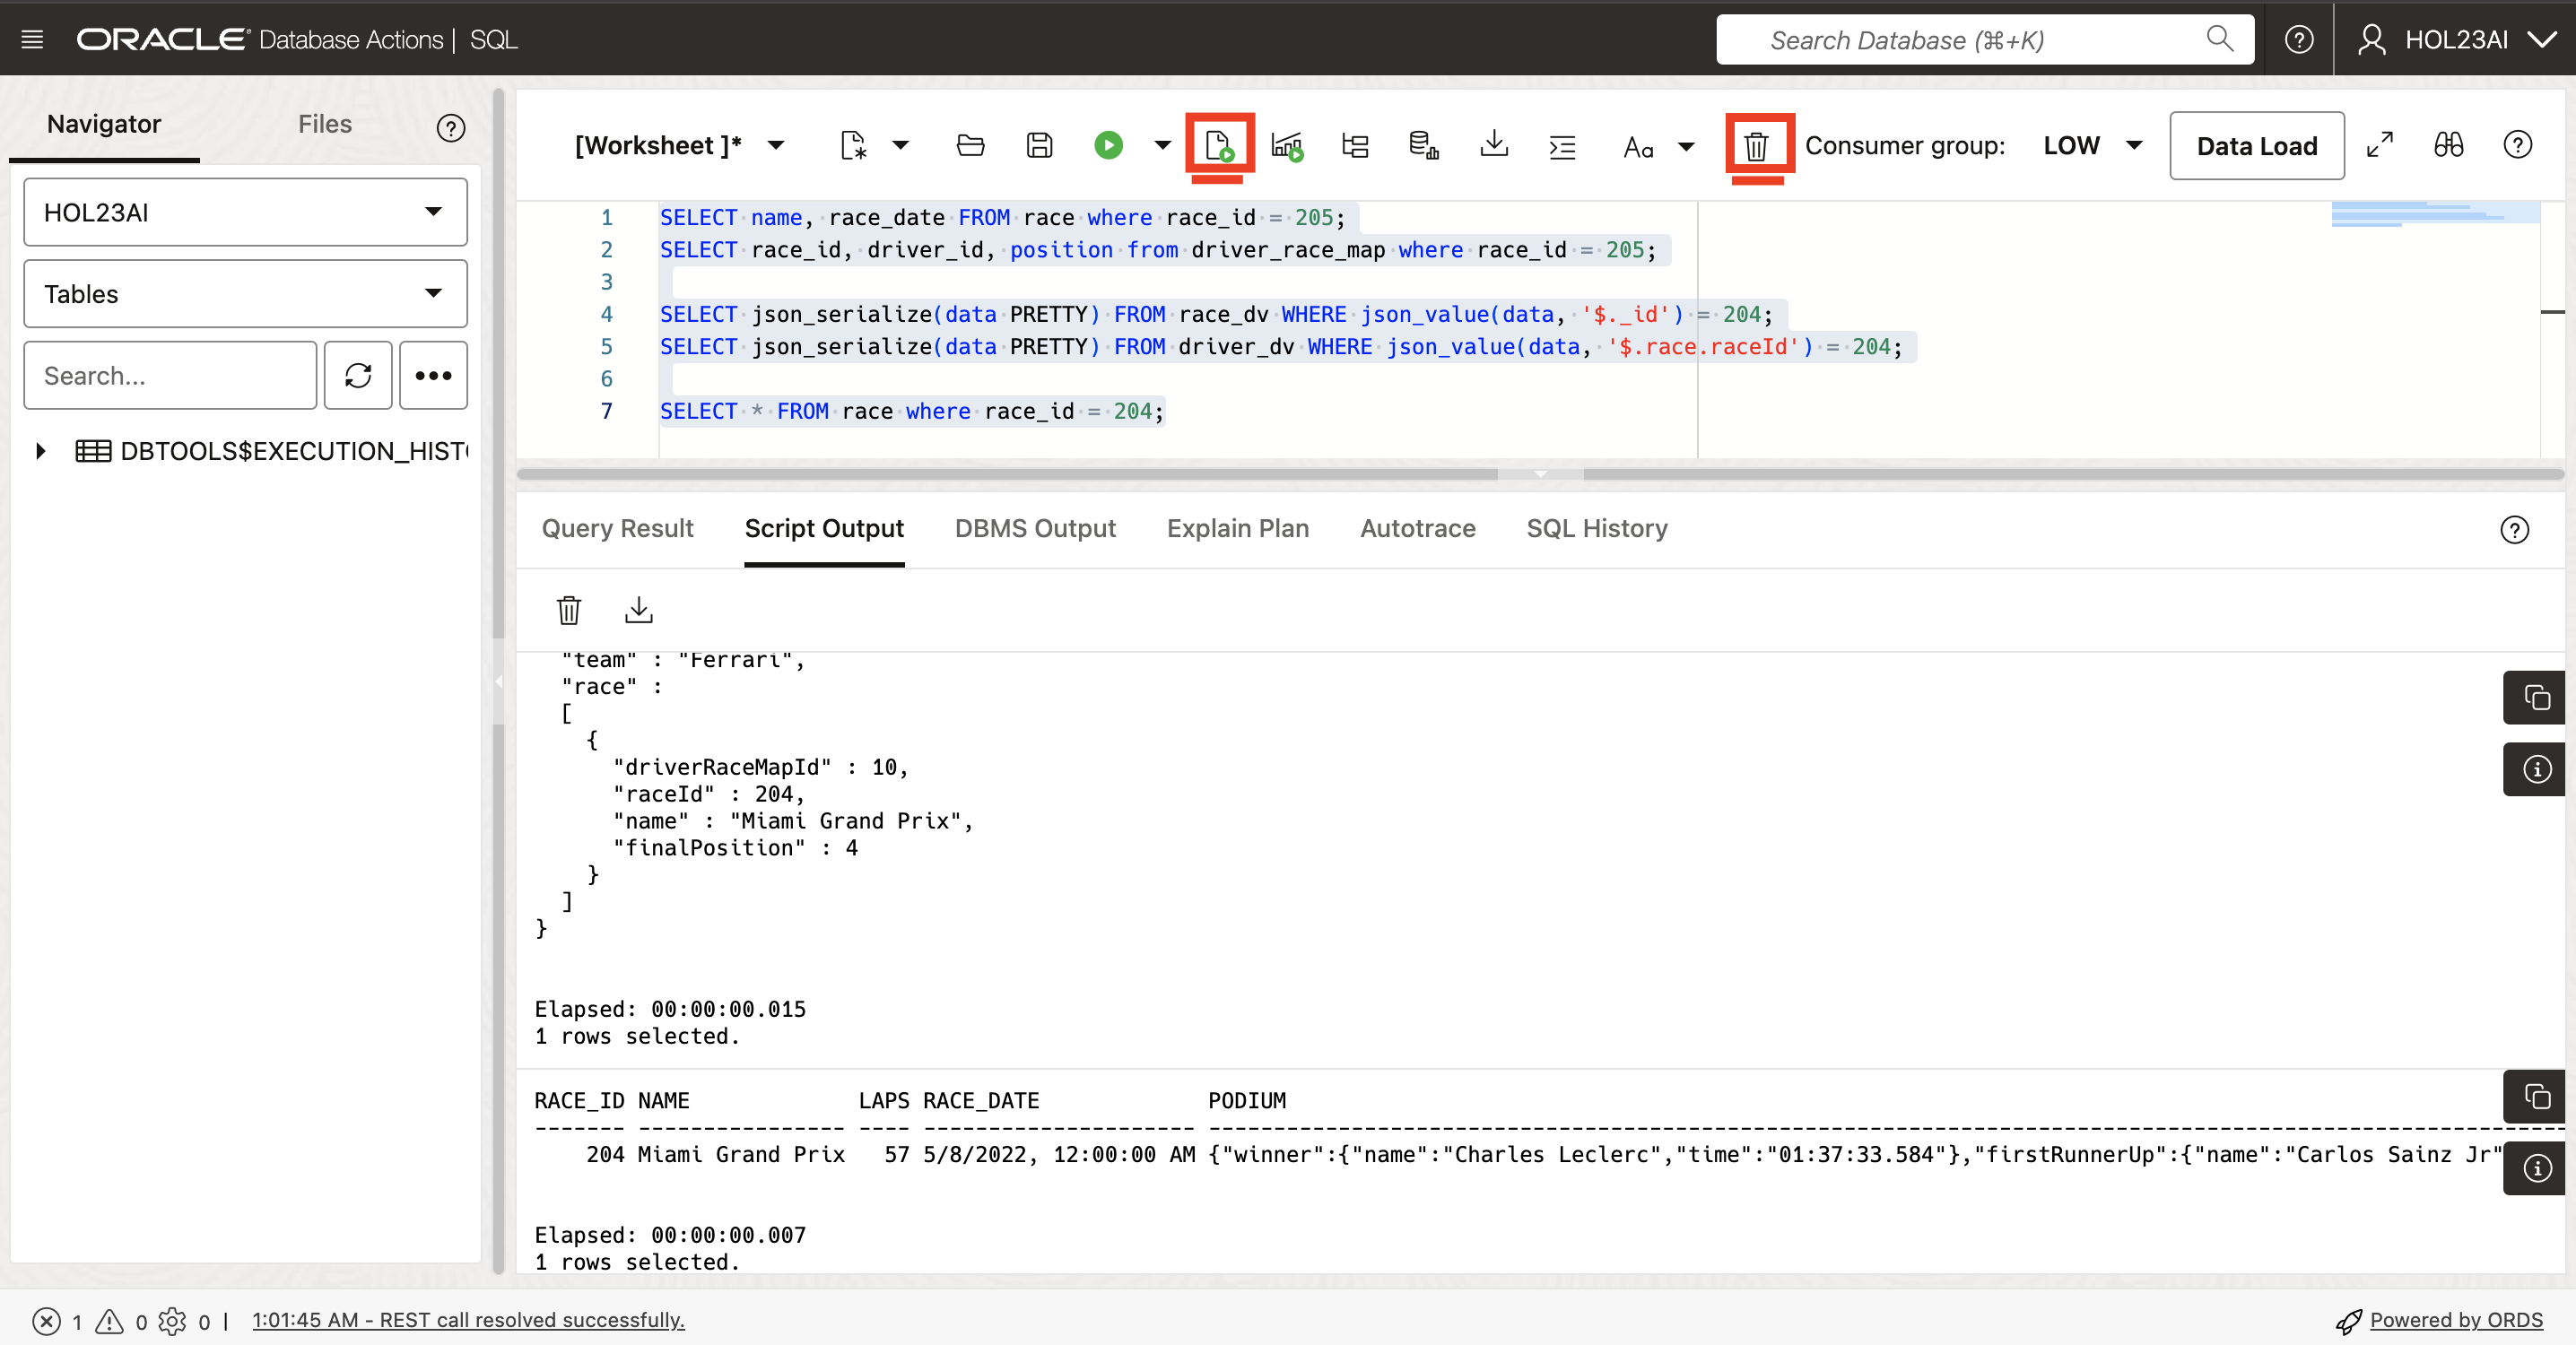 ORACLE Database Actions | SQL
Search Database (⌘+K)
HOL23AI
Navigator
Files
HOL23AI
Tables
Search...
DBTOOLS$EXECUTION_HIST
[Worksheet ]*
Aa
Consumer group:
LOW
Data Load
1 SELECT name, race_date FROM race where race_id = 205;
2 SELECT race_id, driver_id, position from driver_race_map where race_id = 205;
3
4 SELECT json_serialize(data PRETTY) FROM race_dv WHERE json_value(data, '$._id') = 204;
5 SELECT json_serialize(data PRETTY) FROM driver_dv WHERE json_value(data, '$.race.raceId') = 204;
6
7 SELECT * FROM race where race_id = 204;
Query Result
Script Output
DBMS Output
Explain Plan
Autotrace
SQL History
"team" : "Ferrari",
"race" :
[
{
"driverRaceMapId" : 10,
"raceId" : 204,
"name" : "Miami Grand Prix",
"finalPosition" : 4
}
]
}
Elapsed: 00:00:00.015
1 rows selected.
RACE_ID NAME LAPS RACE_DATE PODIUM
204 Miami Grand Prix 57 5/8/2022, 12:00:00 AM {"winner":{"name":"Charles Leclerc","time":"01:37:33.584"},"firstRunnerUp":{"name":"Carlos Sainz Jr"
Elapsed: 00:00:00.007
1 rows selected.
1 0 0 | 1:01:45 AM - REST call resolved successfully.
Powered by ORDS